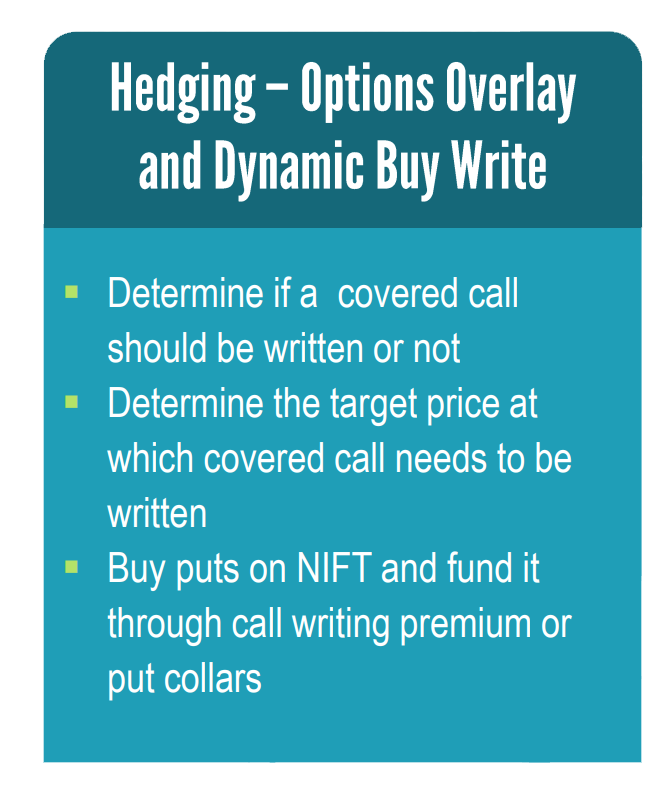 Hedging – Options Overlay
and Dynamic Buy Write
▪ Determine if a  covered call
should be written or not
▪ Determine the target price at
which covered call needs to be
written
▪ Buy puts on NIFT and fund it
through call writing premium or
put collars